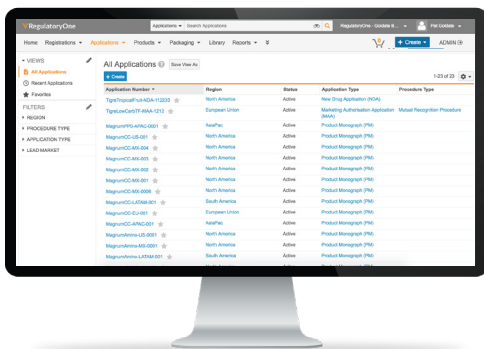 RegulatoryOne Applications Search Applications RegulatoryOne - Update B...
Home Registrations Applications Products Packaging Library Reports + Create ADMIN
VIEWS
All Applications
Recent Applications
Favorites
FILTERS
REGION
PROCEDURE TYPE
APPLICATION TYPE
LEAD MARKET
All Applications Save View As
+ Create 1-23 of 23
Application Number Region Status Application Type Procedure Type
TigreTropicalFruit-NDA-112233 North America Active New Drug Application (NDA)
TigreLowCarbTF-MAA-1212 European Union Active Marketing Authorisation Application Mutual Recognition Procedure
(MAA)
MagnumPPD-APAC-0001 AsiaPac Active Product Monograph (PM)
MagnumCC-US-001 North America Active Product Monograph (PM)
MagnumCC-MX-004 North America Active Product Monograph (PM)
MagnumCC-MX-003 North America Active Product Monograph (PM)
MagnumCC-MX-002 North America Active Product Monograph (PM)
MagnumCC-MX-001 North America Active Product Monograph (PM)
MagnumCC-MX-0006 North America Active Product Monograph (PM)
MagnumCC-LATAM-001 South America Active Product Monograph (PM)
MagnumCC-EU-001 European Union Active Product Monograph (PM)
MagnumCC-APAC-001 AsiaPac Active Product Monograph (PM)
MagnumAmino-US-0001 North America Active Product Monograph (PM)
MagnumAmino-MX-0001 North America Active Product Monograph (PM)
MagnumAmino-LATAM-001 South America Active Product Monograph (PM)